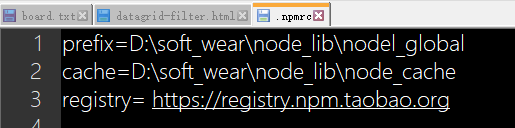 board.txt datagrid-filter.html .npmrc
1 prefix=D:\soft_wear\node_lib\nodel_global
2 cache=D:\soft_wear\node_lib\node_cache
3 registry= https://registry.npm.taobao.org
4